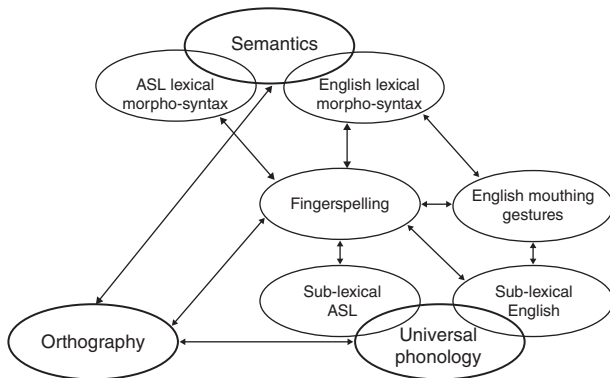 Semantics
ASL lexical
morpho-syntax
English lexical
morpho-syntax
Fingerspelling
English mouthing
gestures
Sub-lexical
ASL
Sub-lexical
English
Orthography
Universal
phonology